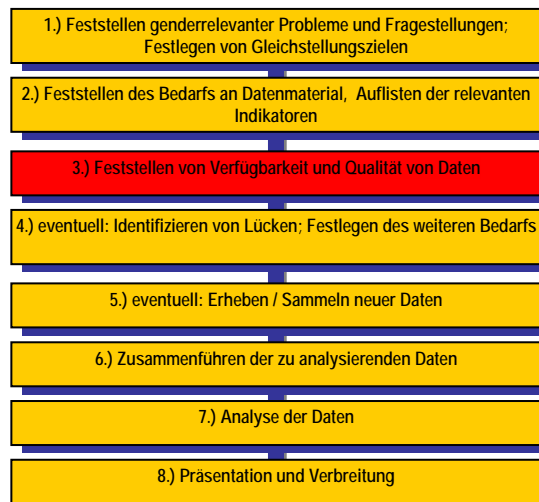 1.) Feststellen genderrelevanter Probleme und Fragestellungen;
Festlegen von Gleichstellungszielen
2.) Feststellen des Bedarfs an Datenmaterial, Auflisten der relevanten
Indikatoren
3.) Feststellen von Verfügbarkeit und Qualität von Daten
4.) eventuell: Identifizieren von Lücken; Festlegen des weiteren Bedarfs
5.) eventuell: Erheben / Sammeln neuer Daten
6.) Zusammenführen der zu analysierenden Daten
7.) Analyse der Daten
8.) Präsentation und Verbreitung